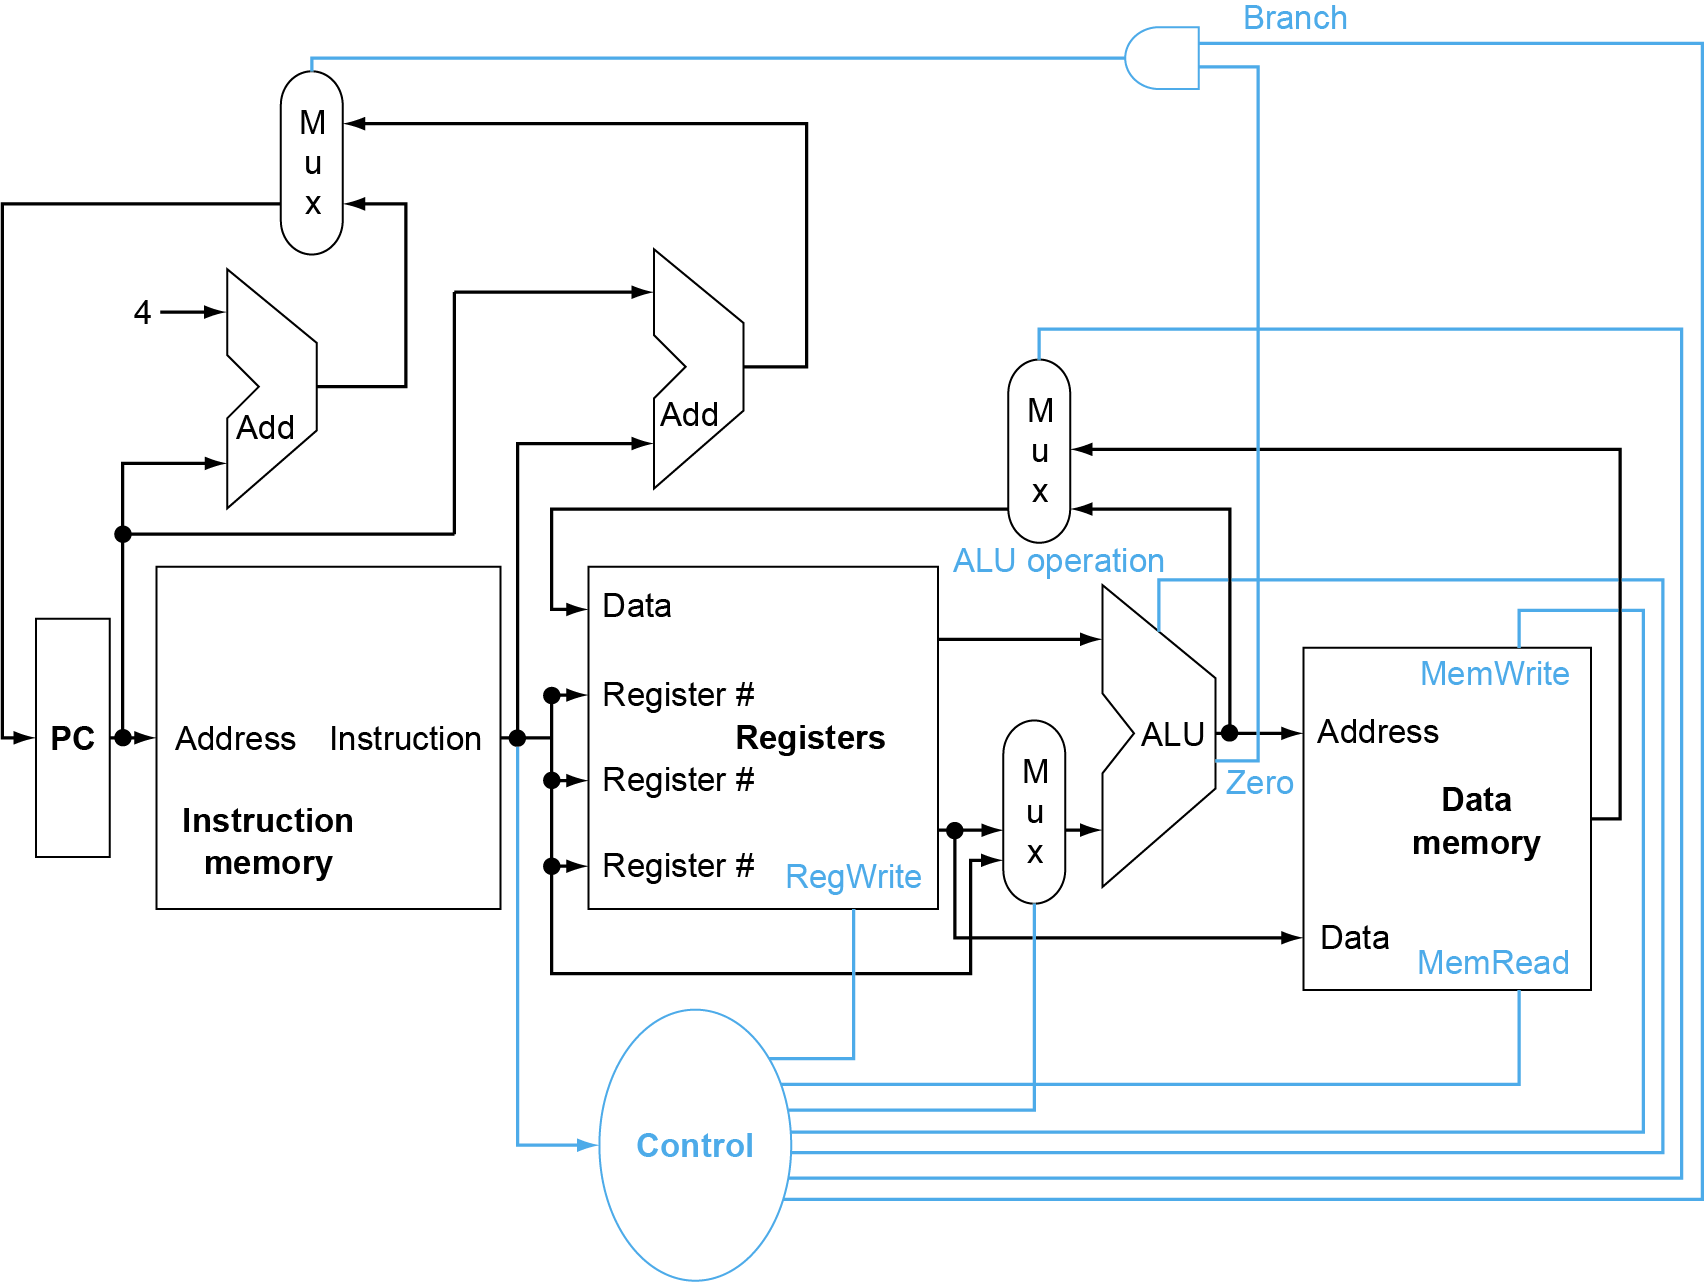 Branch
M
u
x
4
Add
Add
M
u
x
ALU operation
Data
Register #
Registers
Register #
Register #
RegWrite
PC
Address
Instruction
Instruction
memory
M
u
x
ALU
Zero
MemWrite
Address
Data
memory
Data
MemRead
Control